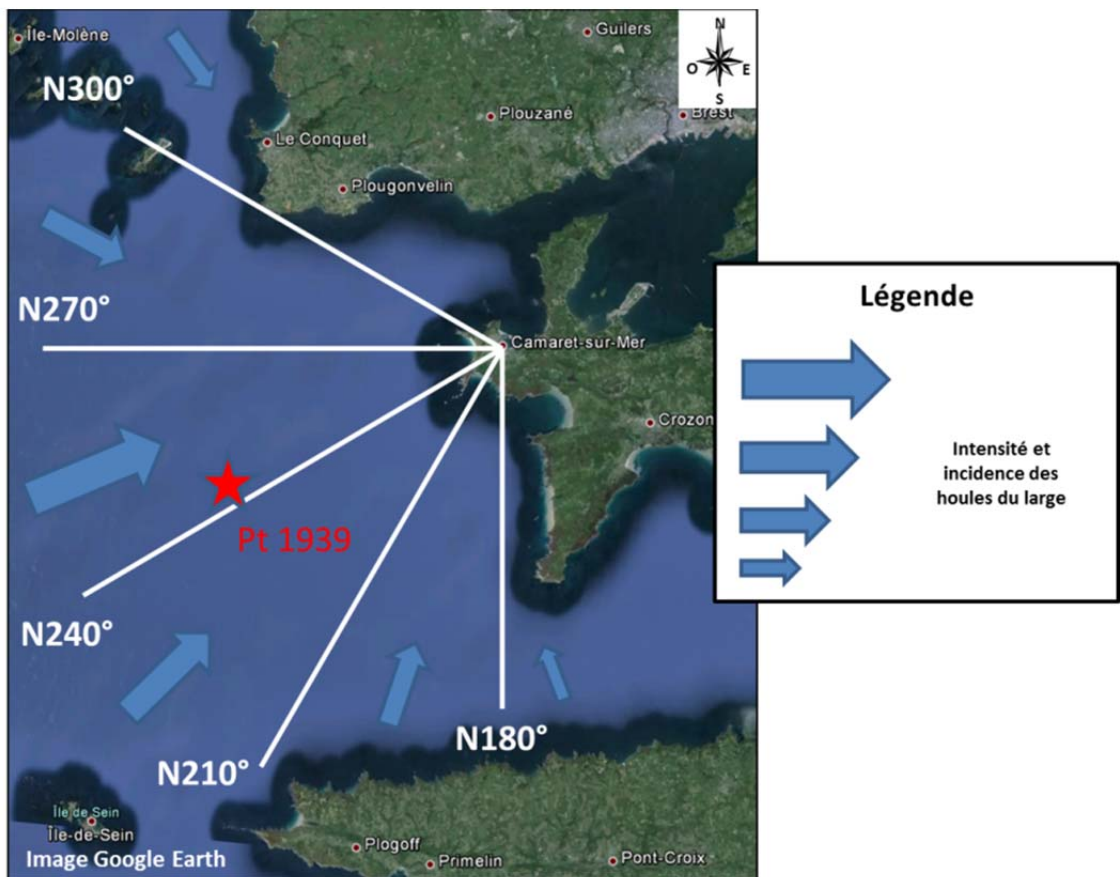 Île-Molène
Guilers
N
O E
S
N300°
Plouzané
Brest
Le Conquet
Plougonvelin
N270°
Camaret-sur-Mer
Crozon
Pt 1939
N240°
N210°
N180°
Île de Sein
Île-de-Sein
Plogoff
Primelin
Pont-Croix
Image Google Earth
Légende
Intensité et
incidence des
houles du large